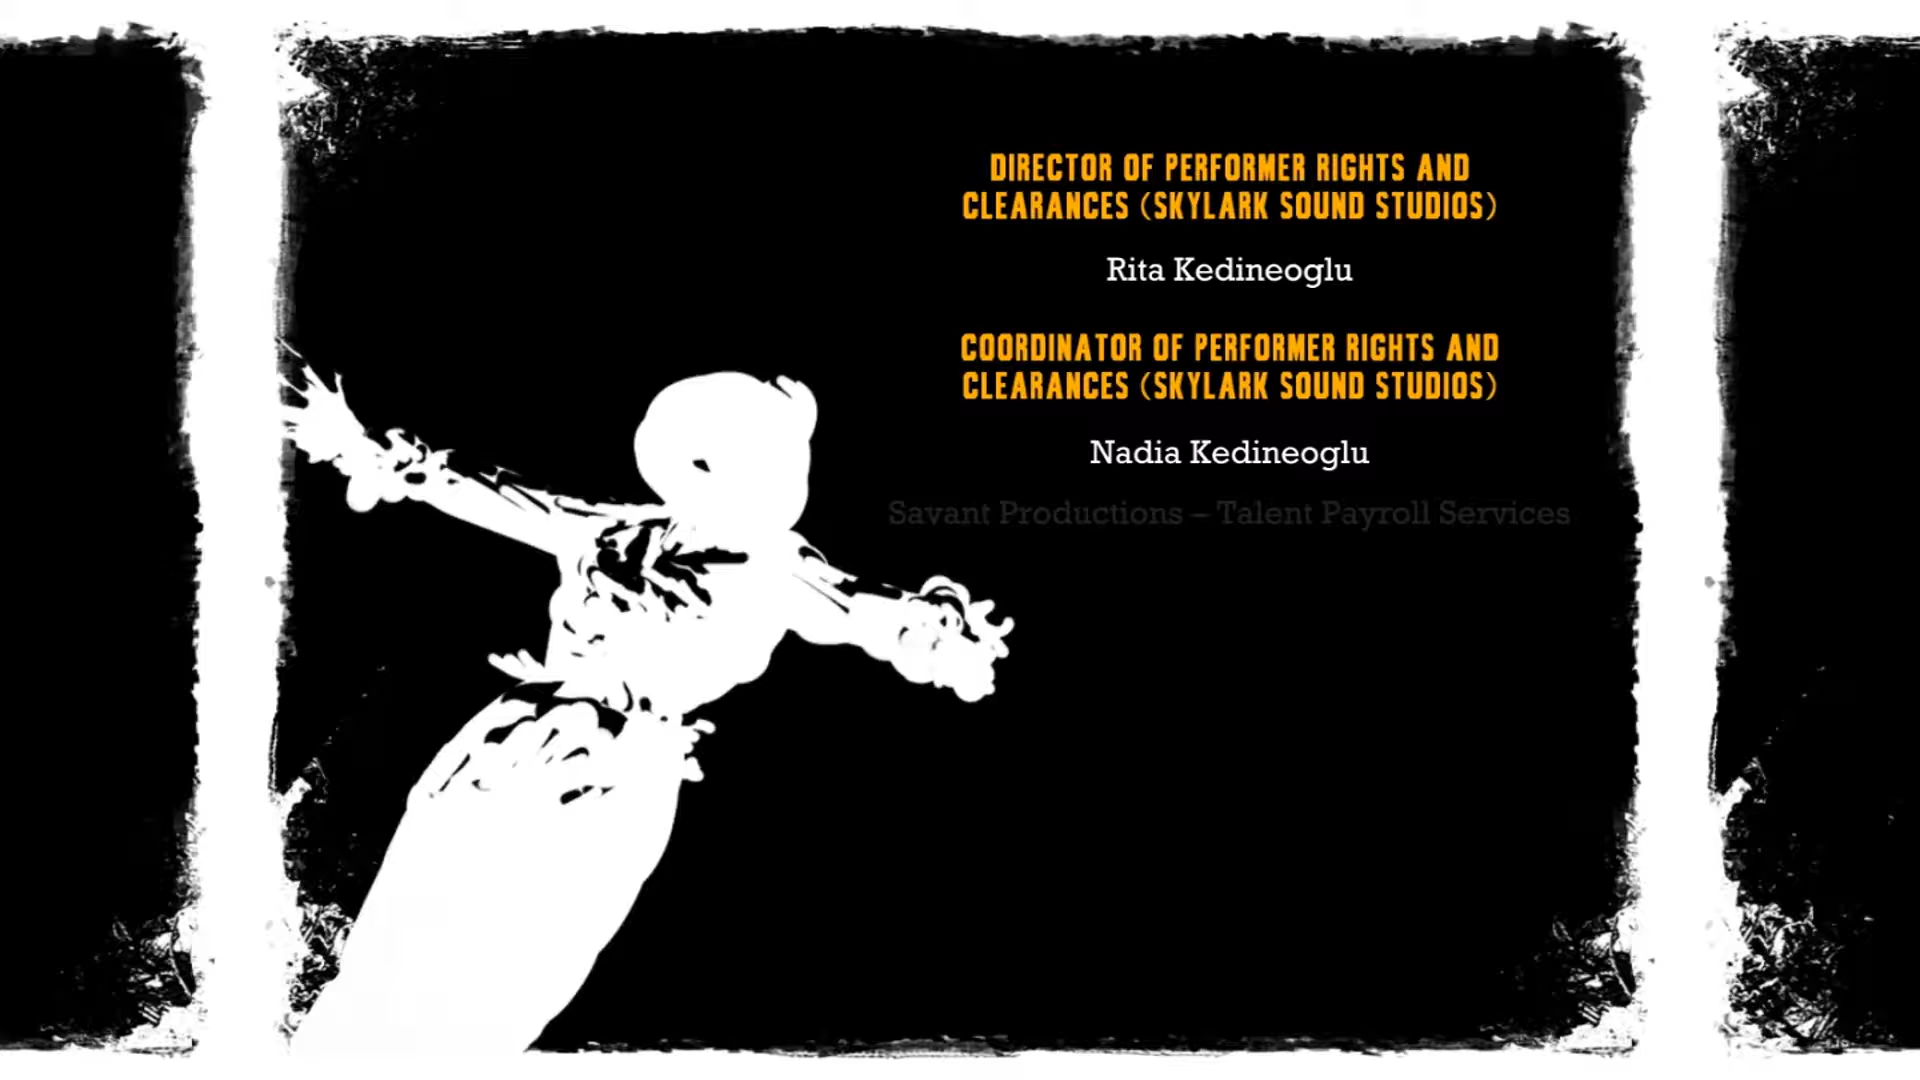 DIRECTOR OF PERFORMER RIGHTS AND
CLEARANCES (SKYLARK SOUND STUDIOS)
Rita Kedineoglu
COORDINATOR OF PERFORMER RIGHTS AND
CLEARANCES (SKYLARK SOUND STUDIOS)
Nadia Kedineoglu
Savant Productions – Talent Payroll Services